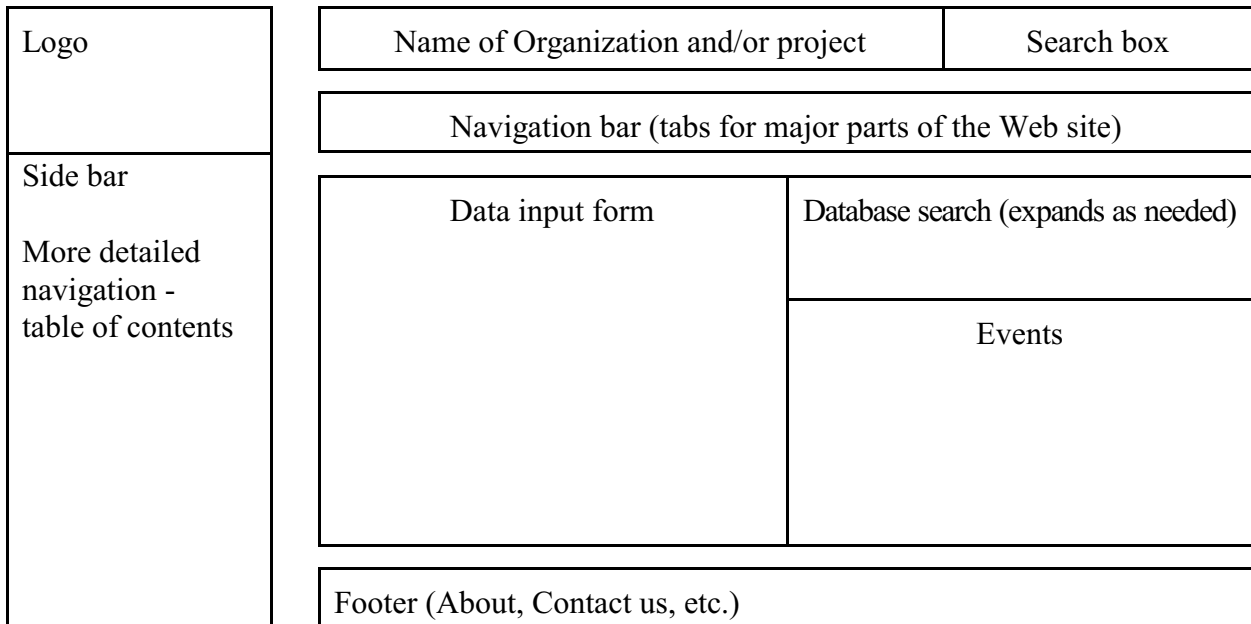 Logo
Name of Organization and/or project
Search box
Navigation bar (tabs for major parts of the Web site)
Side bar
More detailed
navigation -
table of contents
Data input form
Database search (expands as needed)
Events
Footer (About, Contact us, etc.)